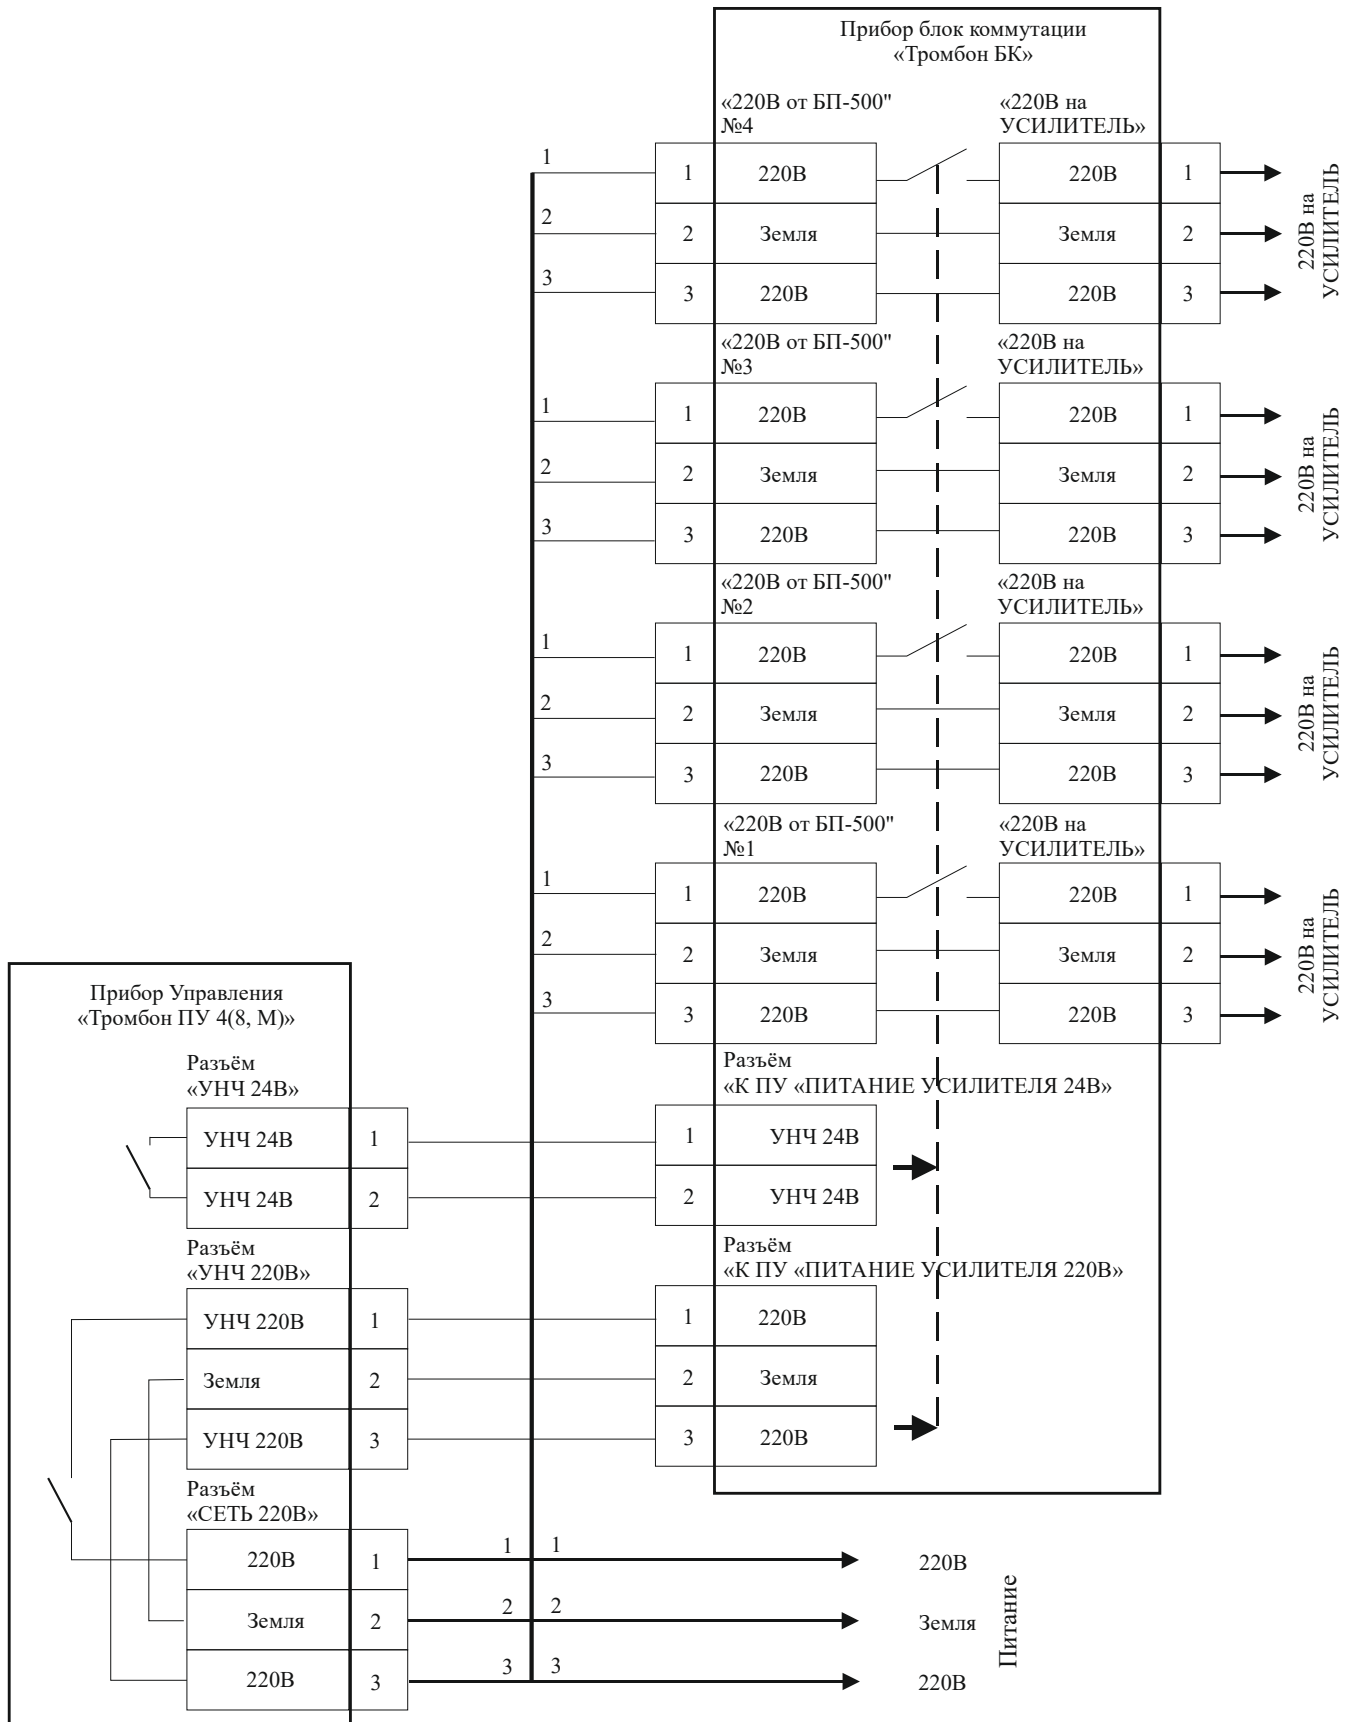 Прибор блок коммутации
«Тромбон БК»
«220В от БП-500"
№4
«220В на
УСИЛИТЕЛЬ»
1
1
220В
220В
1
2
2
Земля
Земля
2
3
3
220В
220В
3
220В на
УСИЛИТЕЛЬ
«220В от БП-500"
№3
«220В на
УСИЛИТЕЛЬ»
1
1
220В
220В
1
2
2
Земля
Земля
2
3
3
220В
220В
3
220В на
УСИЛИТЕЛЬ
«220В от БП-500"
№2
«220В на
УСИЛИТЕЛЬ»
1
1
220В
220В
1
2
2
Земля
Земля
2
3
3
220В
220В
3
220В на
УСИЛИТЕЛЬ
«220В от БП-500"
№1
«220В на
УСИЛИТЕЛЬ»
1
1
220В
220В
1
2
2
Земля
Земля
2
3
3
220В
220В
3
220В на
УСИЛИТЕЛЬ
Прибор Управления
«Тромбон ПУ 4(8, М)»
Разъём
«УНЧ 24В»
УНЧ 24В
1
УНЧ 24В
2
Разъём
«К ПУ «ПИТАНИЕ УСИЛИТЕЛЯ 24В»
1
УНЧ 24В
2
УНЧ 24В
Разъём
«УНЧ 220В»
УНЧ 220В
1
Земля
2
УНЧ 220В
3
Разъём
«К ПУ «ПИТАНИЕ УСИЛИТЕЛЯ 220В»
1
220В
2
Земля
3
220В
Разъём
«СЕТЬ 220В»
220В
1
1
1
220В
Земля
2
2
2
Земля
220В
3
3
3
220В
Питание